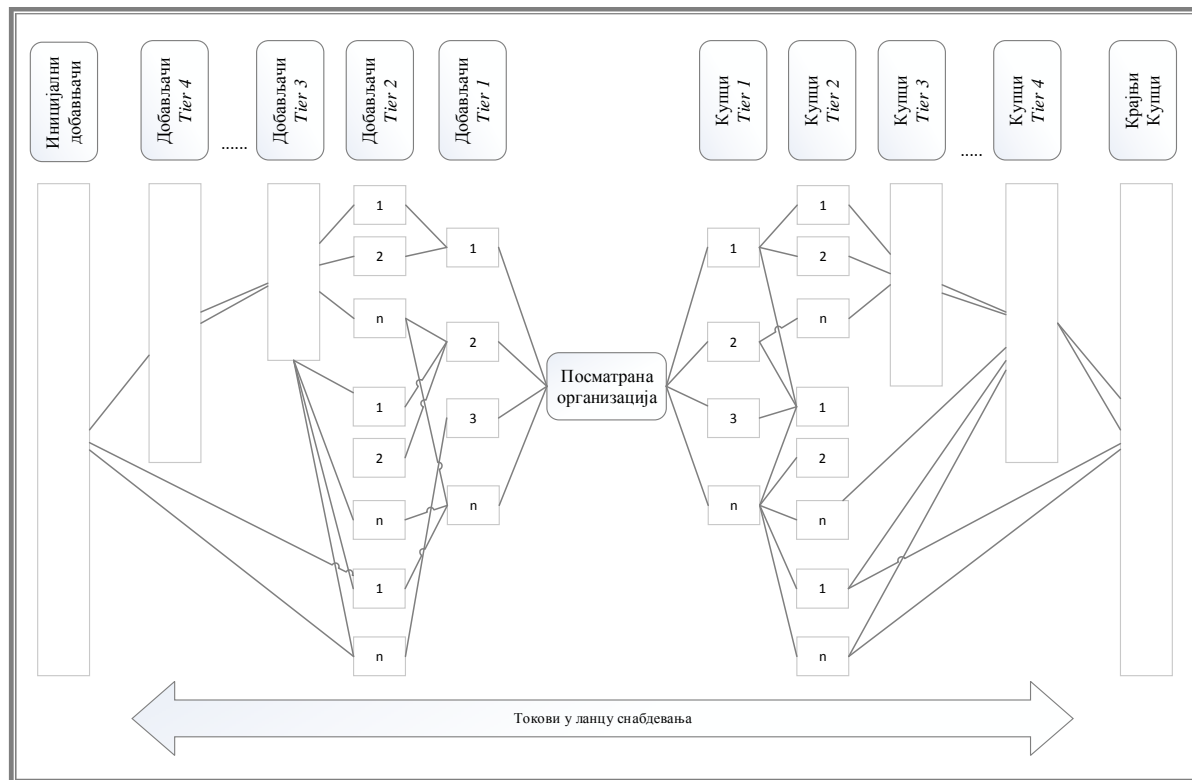 Иницијални
добавњачи
Добављачи
Tier 4
......
Добављачи
Tier 3
Добављачи
Tier 2
Добављачи
Tier 1
Купци
Tier 1
Купци
Tier 2
Купци
Tier 3
.....
Купци
Tier 4
Крајњи
Купци
1
2
n
1
2
n
1
n
1
2
3
n
Посматрана
организација
1
2
3
n
1
2
n
1
2
n
1
n
Токови у ланцу снабдевања